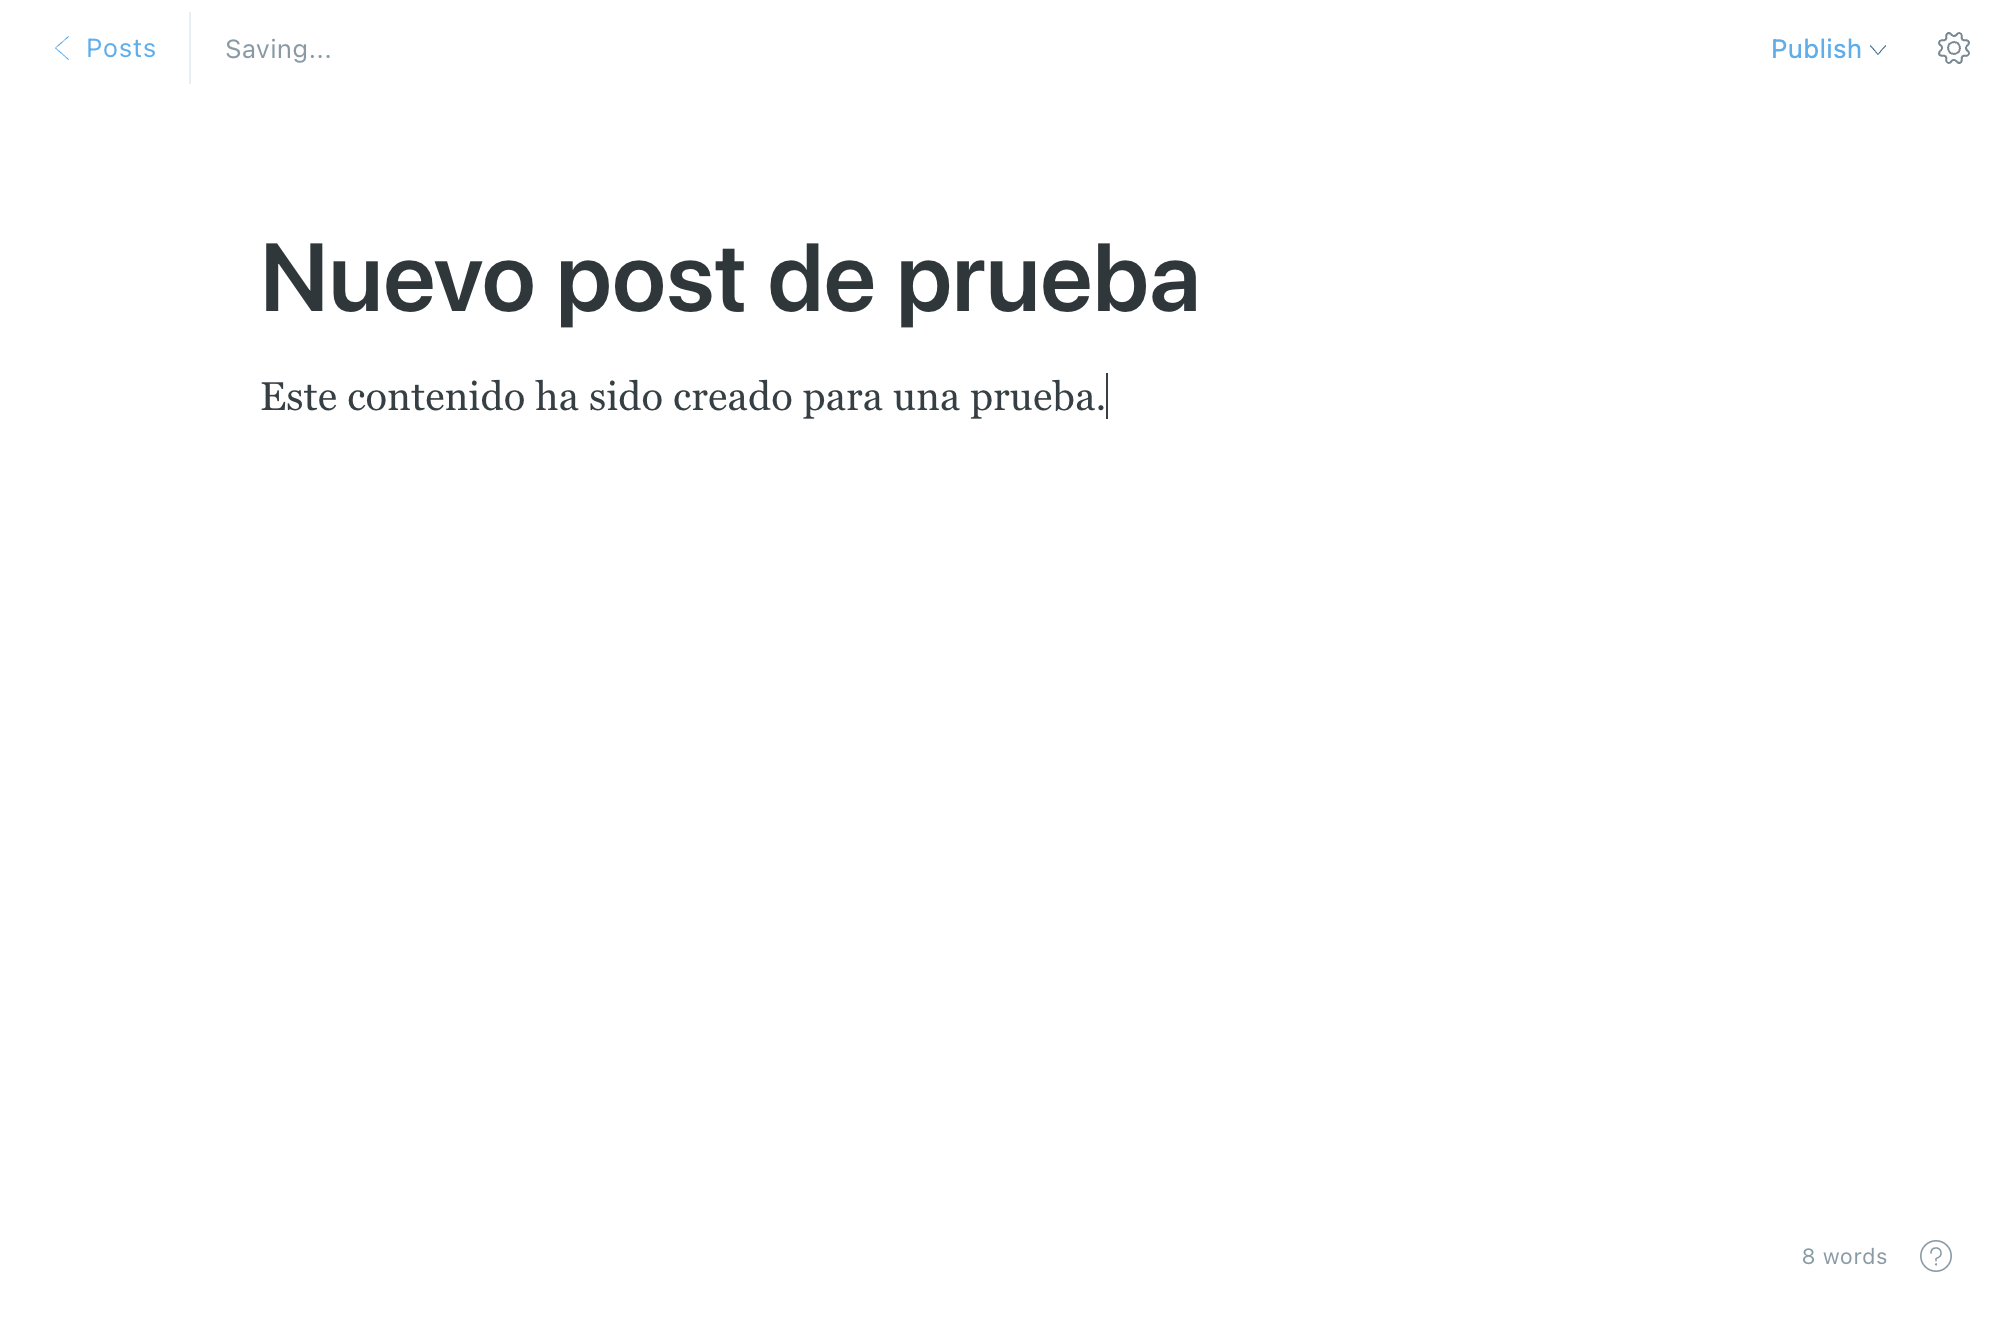 Posts
Saving...
Publish
Nuevo post de prueba
Este contenido ha sido creado para una prueba.
8 words
?